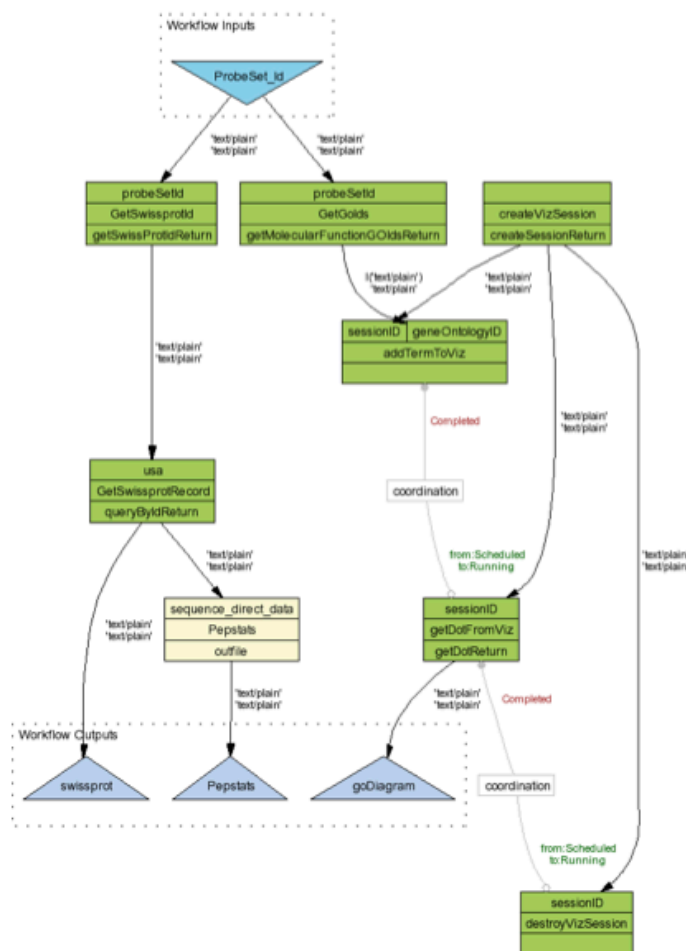 Workflow Inputs
ProbeSet_Id
'text/plain'
'text/plain'
'text/plain'
'text/plain'
probeSetId
GetSwissprotId
getSwissProtIdReturn
probeSetId
GetGoIds
getMolecularFunctionGOIdsReturn
createVizSession
createSessionReturn
l('text/plain')
'text/plain'
'text/plain'
'text/plain'
sessionID geneOntologyID
addTermToViz
'text/plain'
'text/plain'
Completed
'text/plain'
'text/plain'
usa
GetSwissprotRecord
queryByIdReturn
coordination
from:Scheduled
to:Running
'text/plain'
'text/plain'
'text/plain'
'text/plain'
sequence_direct_data
Pepstats
outfile
sessionID
getDotFromViz
getDotReturn
'text/plain'
'text/plain'
'text/plain'
'text/plain'
'text/plain'
'text/plain'
Completed
Workflow Outputs
swissprot
Pepstats
goDiagram
coordination
from:Scheduled
to:Running
sessionID
destroyVizSession